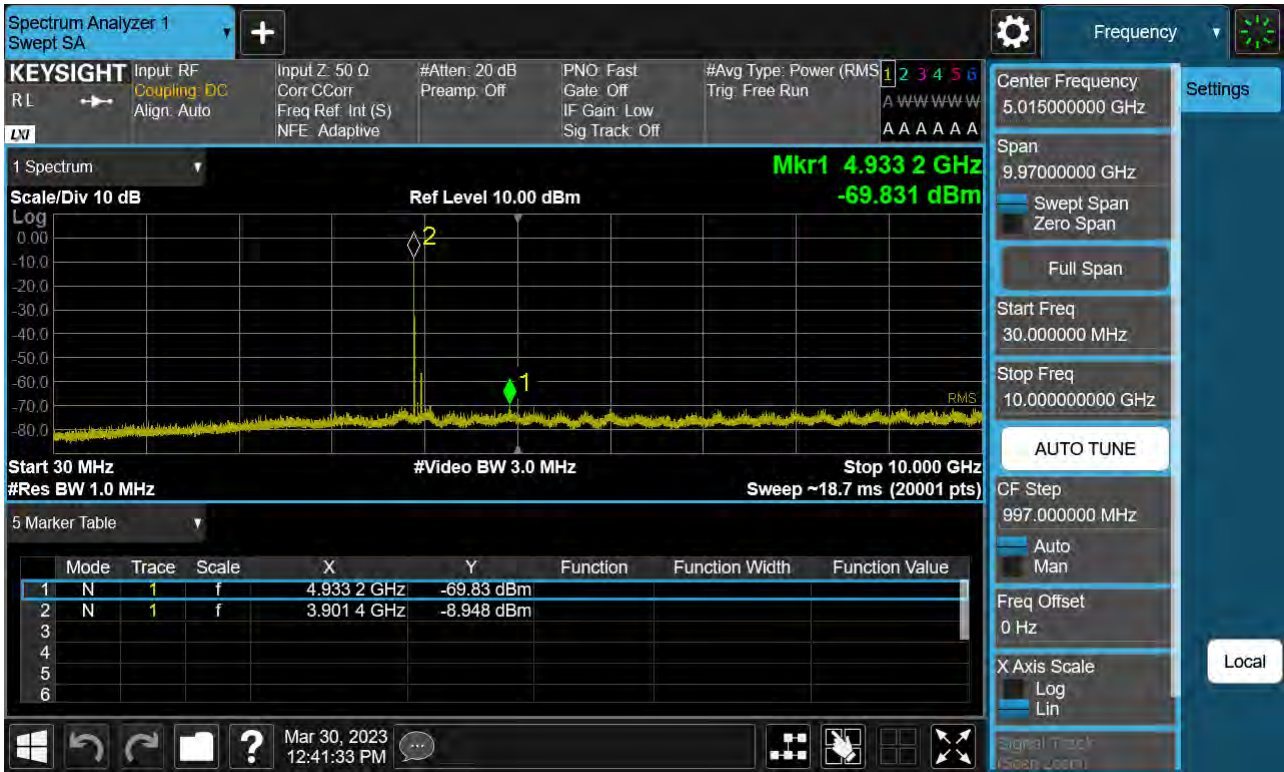 Spectrum Analyzer 1
Swept SA
Frequency
KEYSIGHT
RL
LXI
Input: RF
Coupling: DC
Align: Auto
Input Z: 50 Ω
Corr CCorr
Freq Ref: Int (S)
NFE: Adaptive
#Atten: 20 dB
Preamp: Off
PNO: Fast
Gate: Off
IF Gain: Low
Sig Track: Off
#Avg Type: Power (RMS
Trig: Free Run
1 2 3 4 5 6
A W W W W W
A A A A A A
1 Spectrum
Mkr1 4.933 2 GHz
-69.831 dBm
Scale/Div 10 dB
Ref Level 10.00 dBm
Log
0.00
-10.0
-20.0
-30.0
-40.0
-50.0
-60.0
-70.0
-80.0
2
1
RMS
Start 30 MHz
#Video BW 3.0 MHz
Stop 10.000 GHz
#Res BW 1.0 MHz
Sweep ~18.7 ms (20001 pts)
5 Marker Table
Mode Trace Scale X Y Function Function Width Function Value
1 N 1 f 4.933 2 GHz -69.83 dBm
2 N 1 f 3.901 4 GHz -8.948 dBm
3
4
5
6
Mar 30, 2023
12:41:33 PM
Center Frequency
5.015000000 GHz
Span
9.97000000 GHz
Swept Span
Zero Span
Full Span
Start Freq
30.000000 MHz
Stop Freq
10.000000000 GHz
AUTO TUNE
CF Step
997.000000 MHz
Auto
Man
Freq Offset
0 Hz
X Axis Scale
Log
Lin
Signal Track
(Span Zoom)
Settings
Local